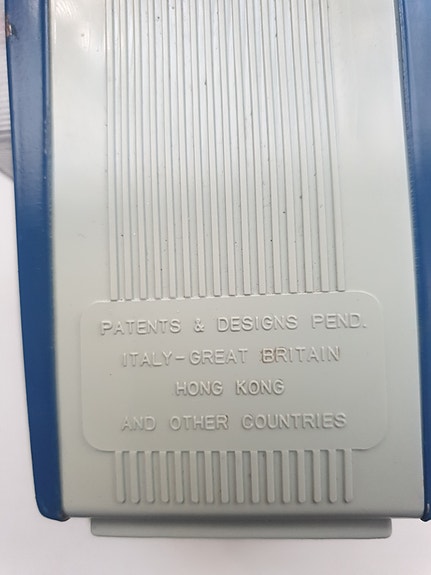 PATENTS & DESIGNS PEND.
ITALY-GREAT BRITAIN
HONG KONG
AND OTHER COUNTRIES